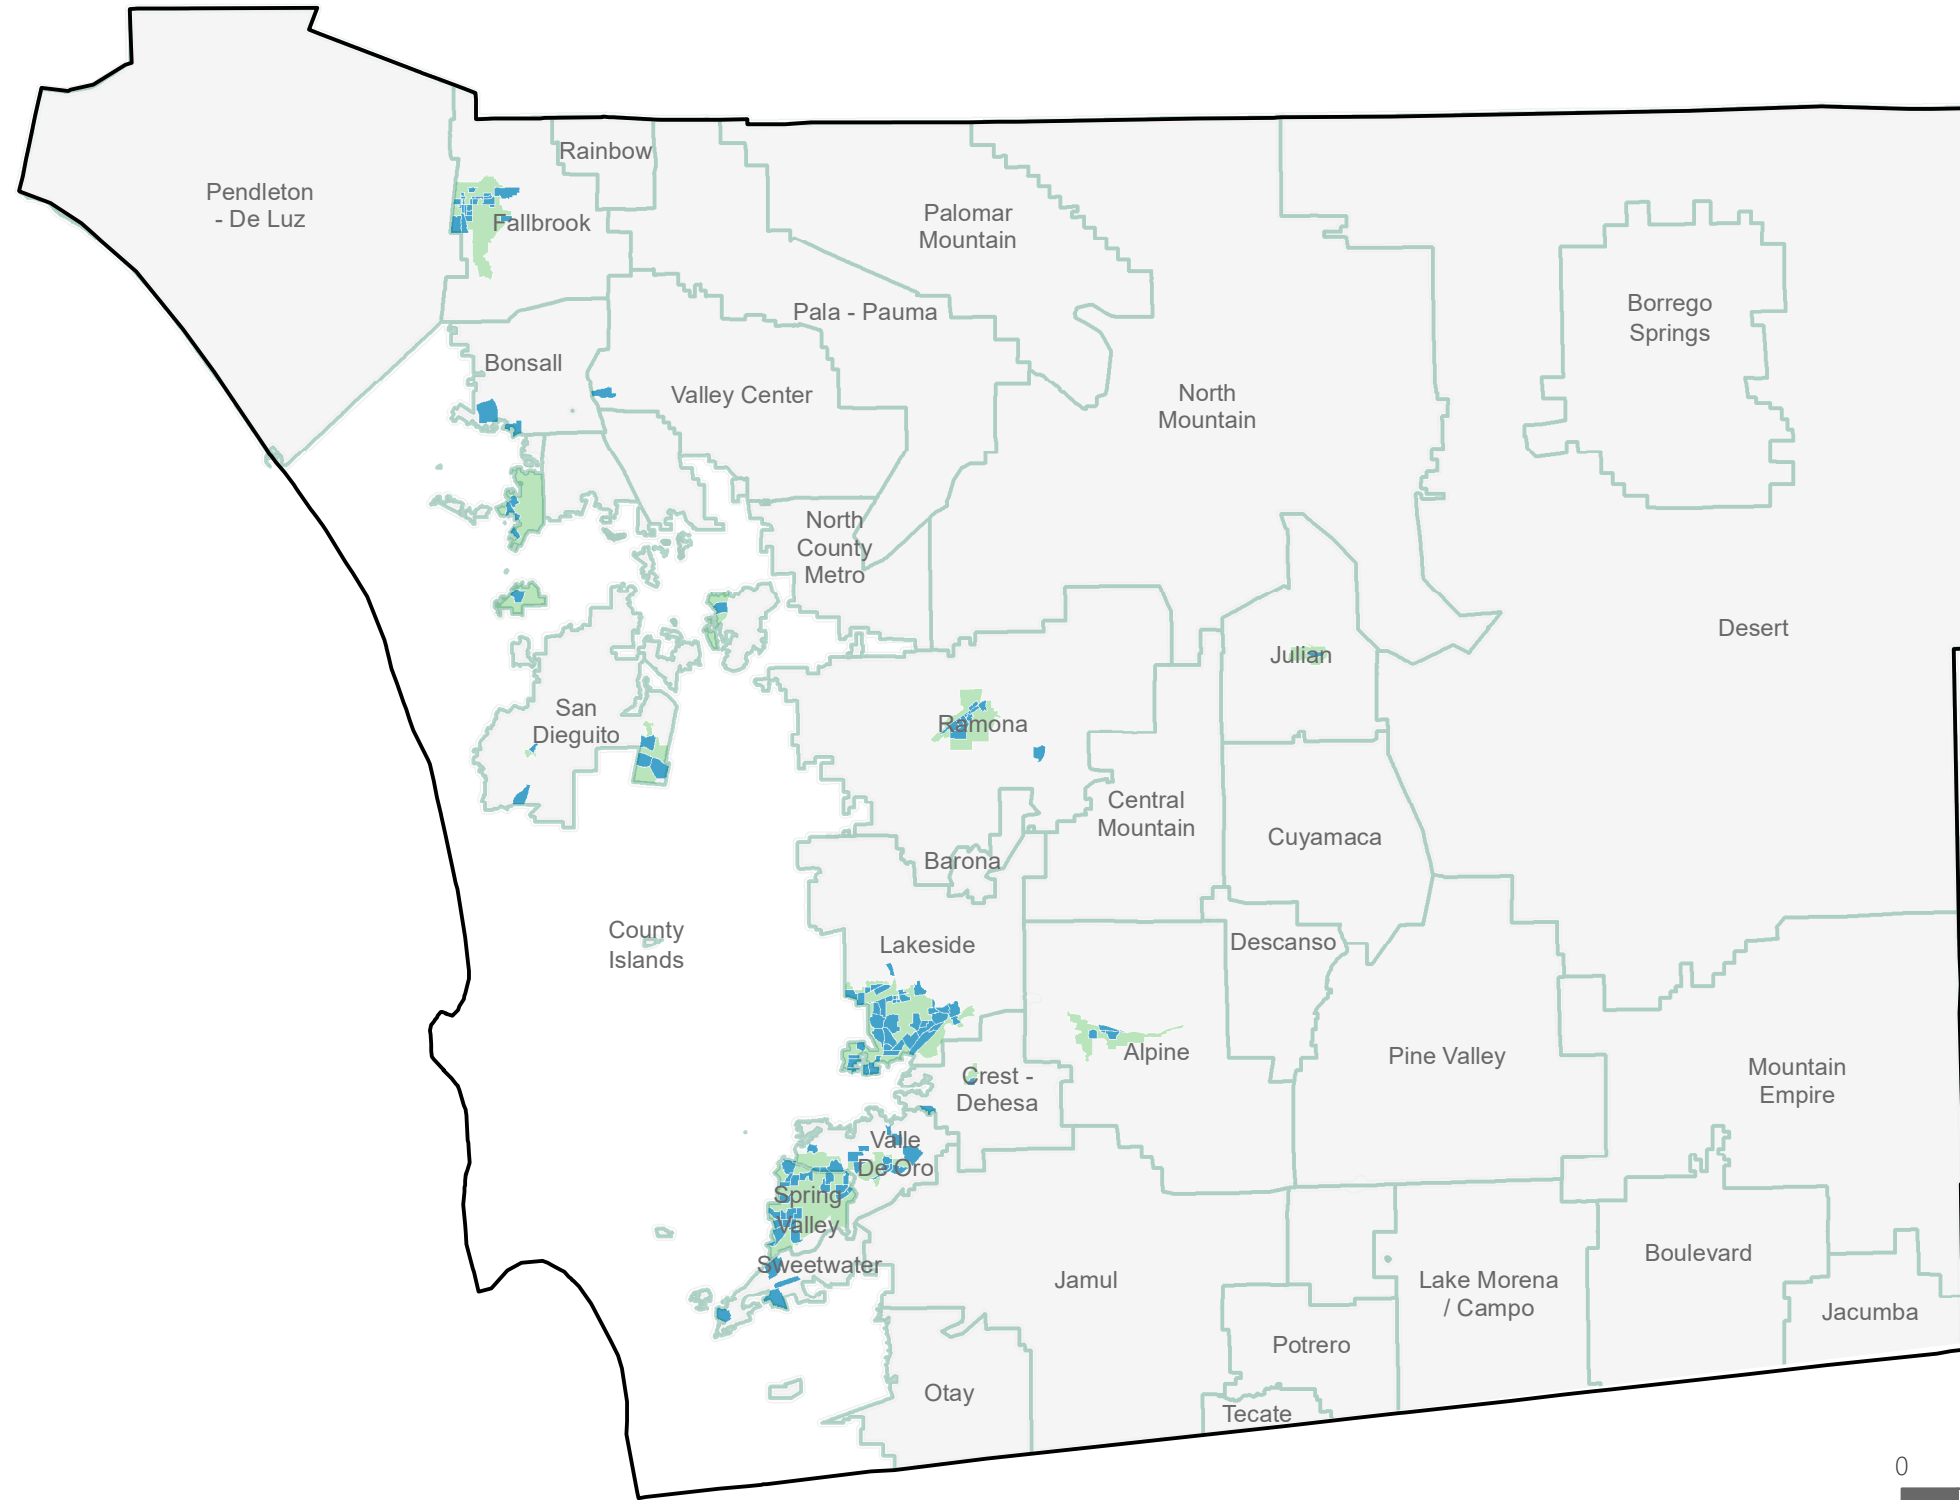 Rainbow
Pendleton
- De Luz
Fallbrook
Palomar
Mountain
Borrego
Springs
Pala - Pauma
Bonsall
Valley Center
North
Mountain
North
County
Metro
Desert
Julian
San
Dieguito
Ramona
Central
Mountain
Cuyamaca
Barona
County
Islands
Lakeside
Descanso
Alpine
Pine Valley
Mountain
Empire
Crest -
Dehesa
Valle
De Oro
Spring
Valley
Sweetwater
Jamul
Lake Morena
/ Campo
Boulevard
Jacumba
Potrero
Otay
Tecate
0